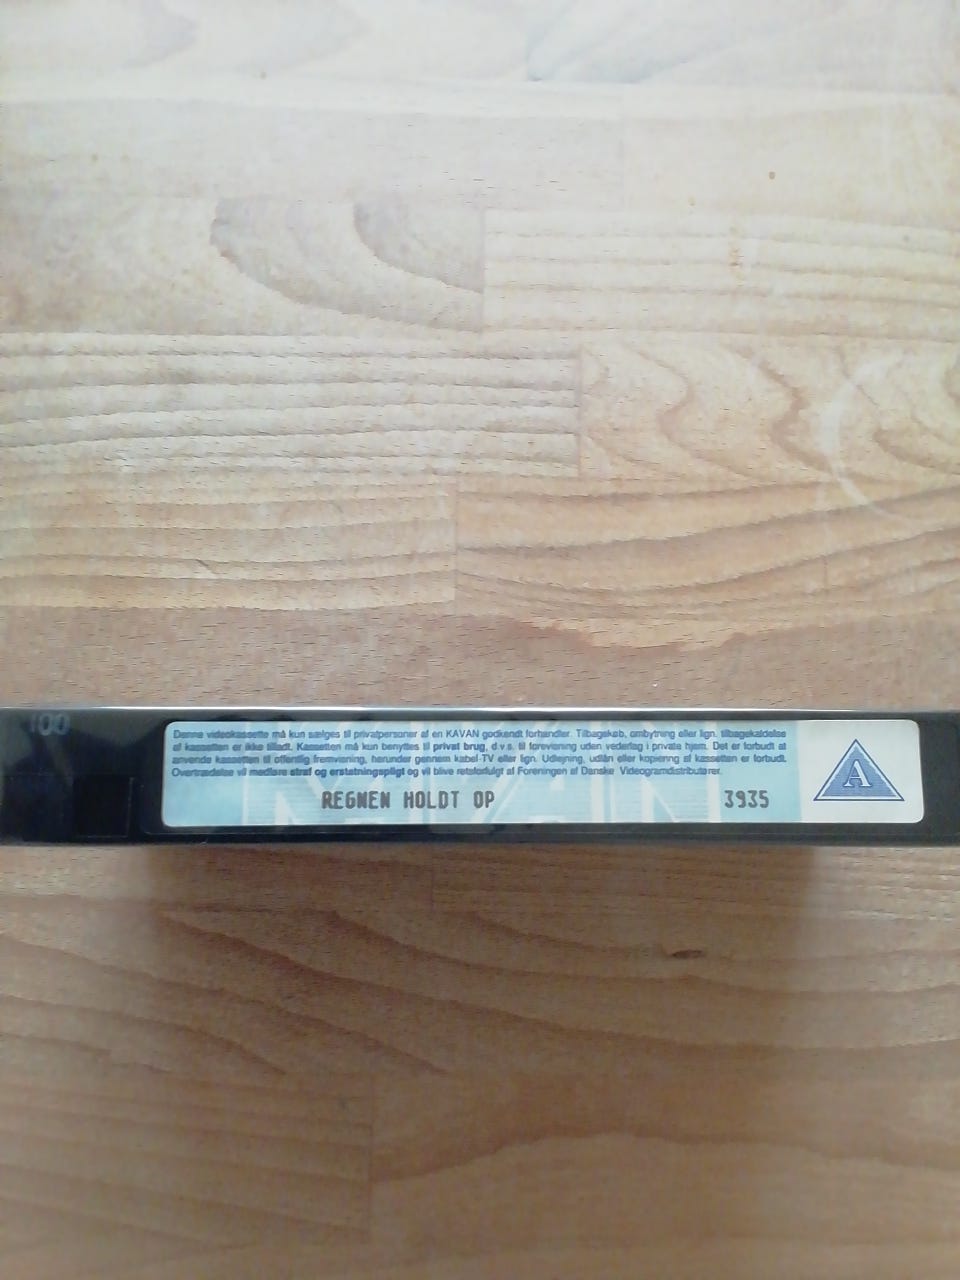 100
Denne videokassette må kun sælges til privatpersoner af en KAVAN godkendt forhandler. Tilbagekøb, ombytning eller lign. tilbagekaldelse
af kassetten er ikke tilladt. Kassetten må kun benyttes til privat brug, d.v.s. til forevisning uden vederlag i private hjem. Det er forbudt at
anvende kassetten til offentlig fremvisning, herunder gennem kabel-TV eller lign. Udlejning, udlån eller kopiering af kassetten er forbudt.
Overtrædelse vil medføre straf og erstatningspligt og vil blive retsforfulgt af Foreningen af Danske Videogramdistributører.
KAVAN
REGNEN HOLDT OP 3935
A